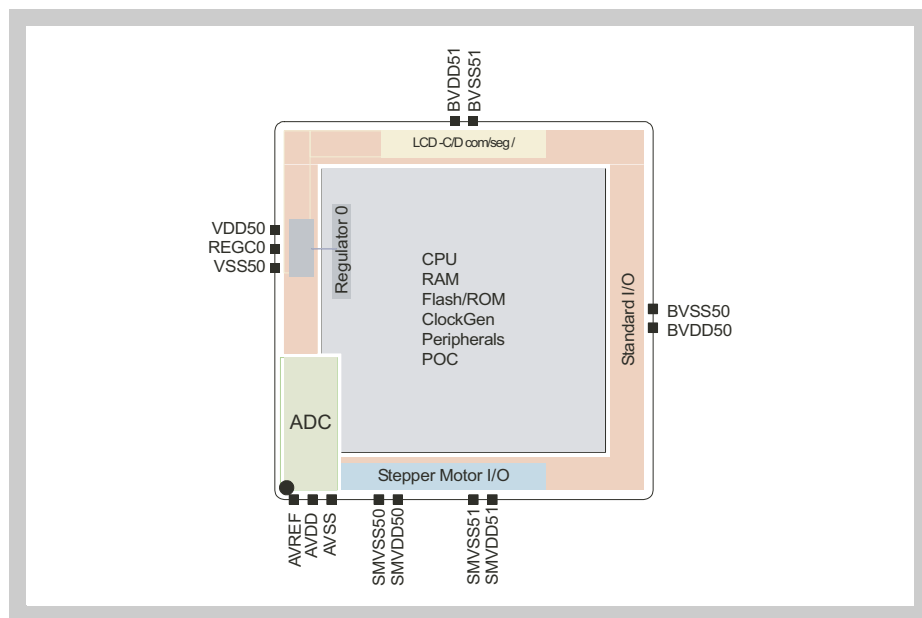 BVDD51
BVSS51
LCD-C/D com/seg /
VDD50
REGC0
VSS50
Regulator 0
CPU
RAM
Flash/ROM
ClockGen
Peripherals
POC
Standard I/O
BVSS50
BVDD50
ADC
Stepper Motor I/O
AVREF
AVDD
AVSS
SMVSS50
SMVDD50
SMVSS51
SMVDD51